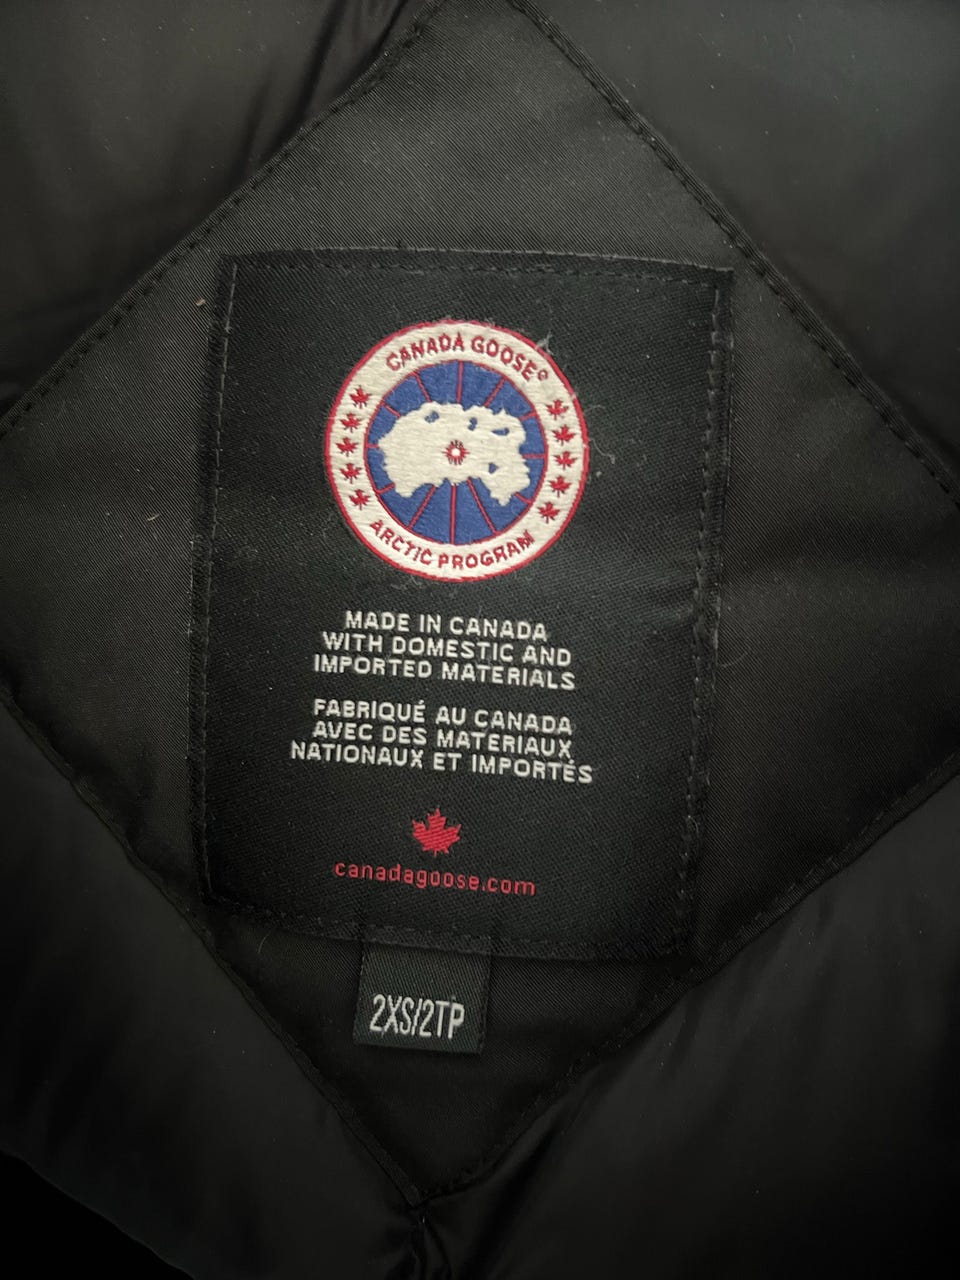 CANADA GOOSE®
ARCTIC PROGRAM
MADE IN CANADA
WITH DOMESTIC AND
IMPORTED MATERIALS
FABRIQUÉ AU CANADA
AVEC DES MATERIAUX
NATIONAUX ET IMPORTÉS
canadagoose.com
2XS/2TP